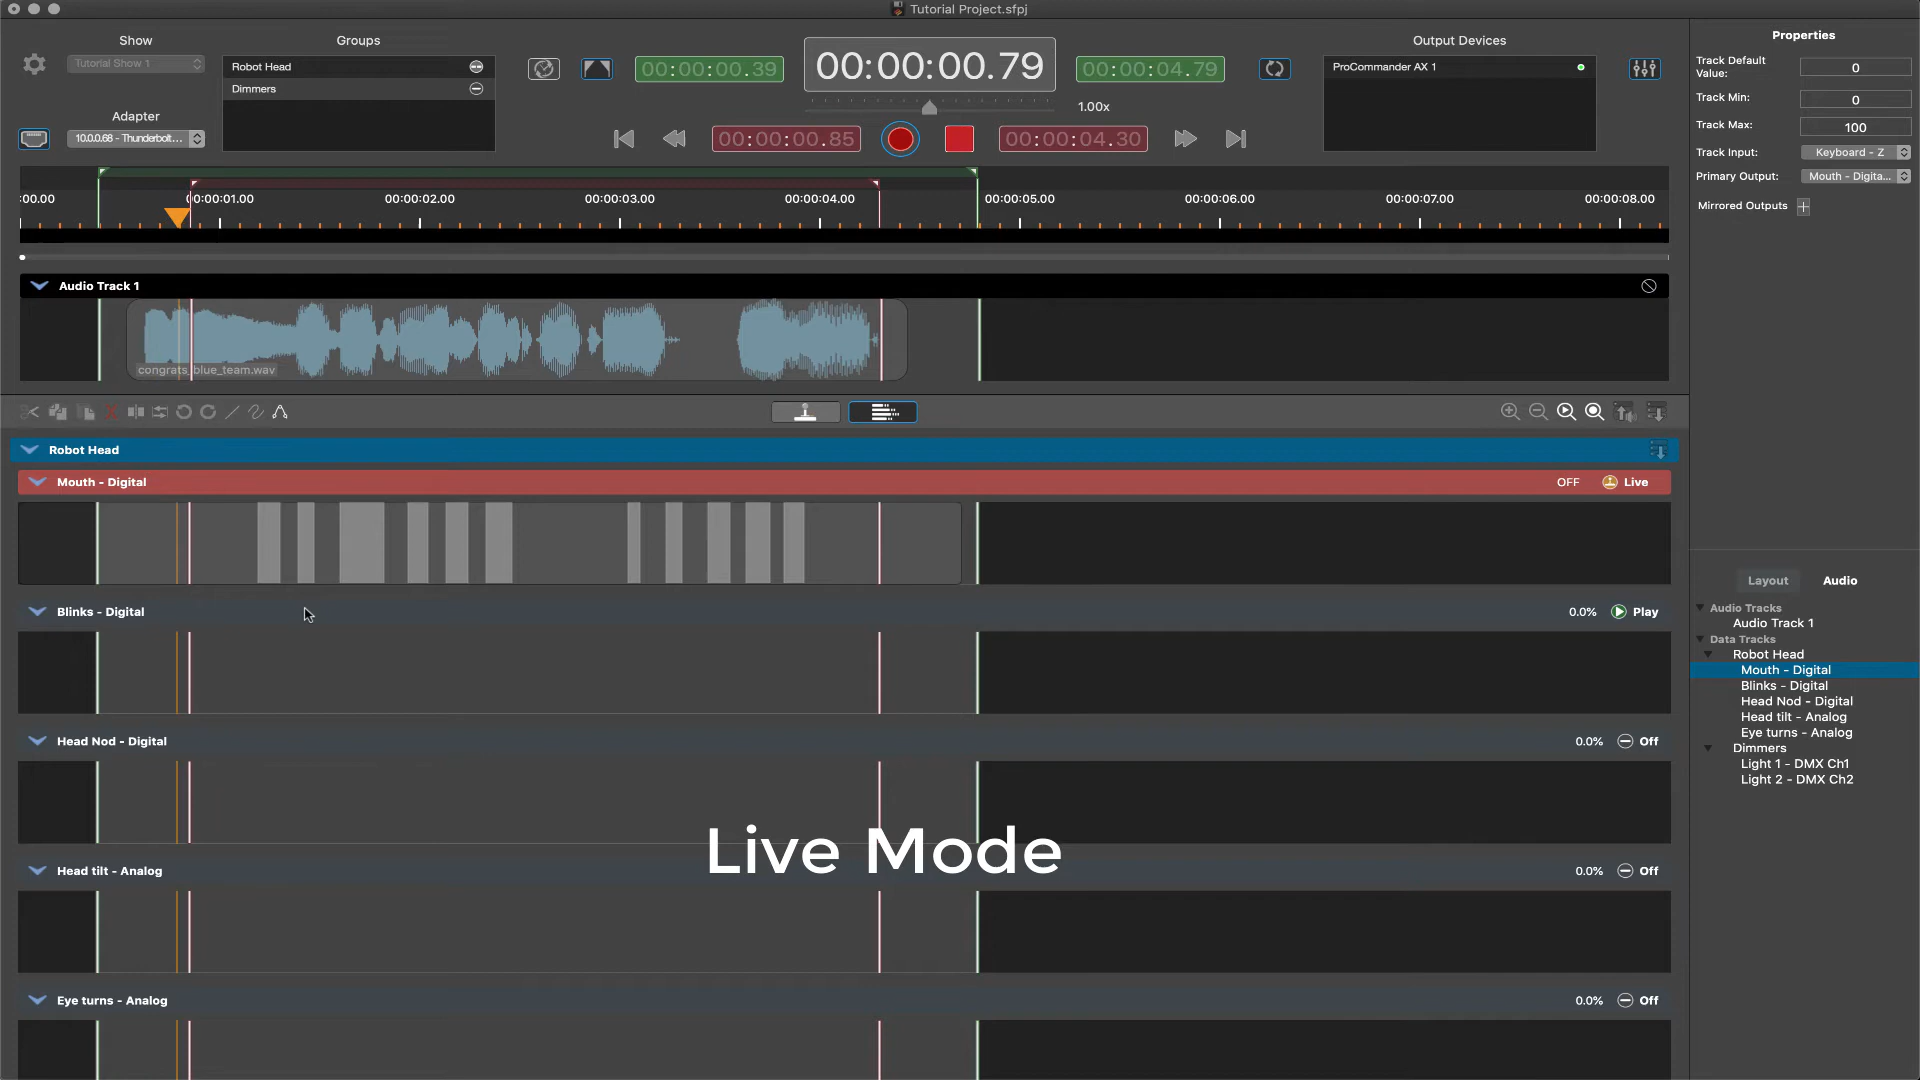 Tutorial Project.sfpj
Show
Groups
Output Devices
Properties
Tutorial Show 1
Robot Head
Dimmers
00:00:00.39
00:00:00.79
00:00:04.79
ProCommander AX 1
1.00x
Adapter
10.0.0.68 - Thunderbolt...
00:00:00.85
00:00:04.30
Track Default
Value:
0
Track Min:
0
Track Max:
100
Track Input:
Keyboard - Z
Primary Output:
Mouth - Digita...
Mirrored Outputs
:00.00
00:00:01.00
00:00:02.00
00:00:03.00
00:00:04.00
00:00:05.00
00:00:06.00
00:00:07.00
00:00:08.00
Audio Track 1
congrats_blue_team.wav
Robot Head
Mouth - Digital
OFF
Live
Blinks - Digital
0.0%
Play
Head Nod - Digital
0.0%
Off
Live Mode
Head tilt - Analog
0.0%
Off
Eye turns - Analog
0.0%
Off
Layout
Audio
Audio Tracks
Audio Track 1
Data Tracks
Robot Head
Mouth - Digital
Blinks - Digital
Head Nod - Digital
Head tilt - Analog
Eye turns - Analog
Dimmers
Light 1 - DMX Ch1
Light 2 - DMX Ch2